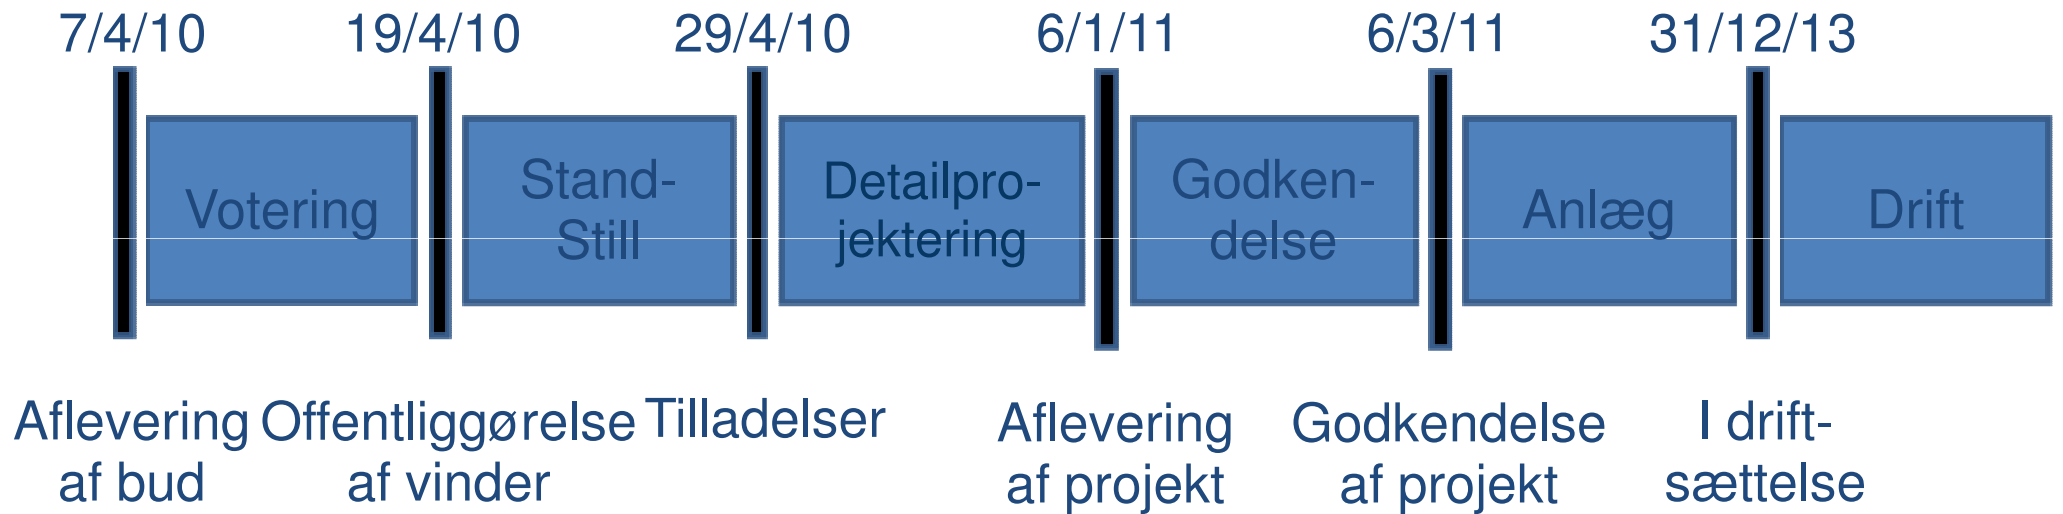 7/4/10 19/4/10 29/4/10 6/1/11 6/3/11 31/12/13
Votering
Stand-
Still
Detailpro-
jektering
Godken-
delse
Anlæg
Drift
Aflevering
af bud
Offentliggørelse
af vinder
Tilladelser
Aflevering
af projekt
Godkendelse
af projekt
I drift-
sættelse